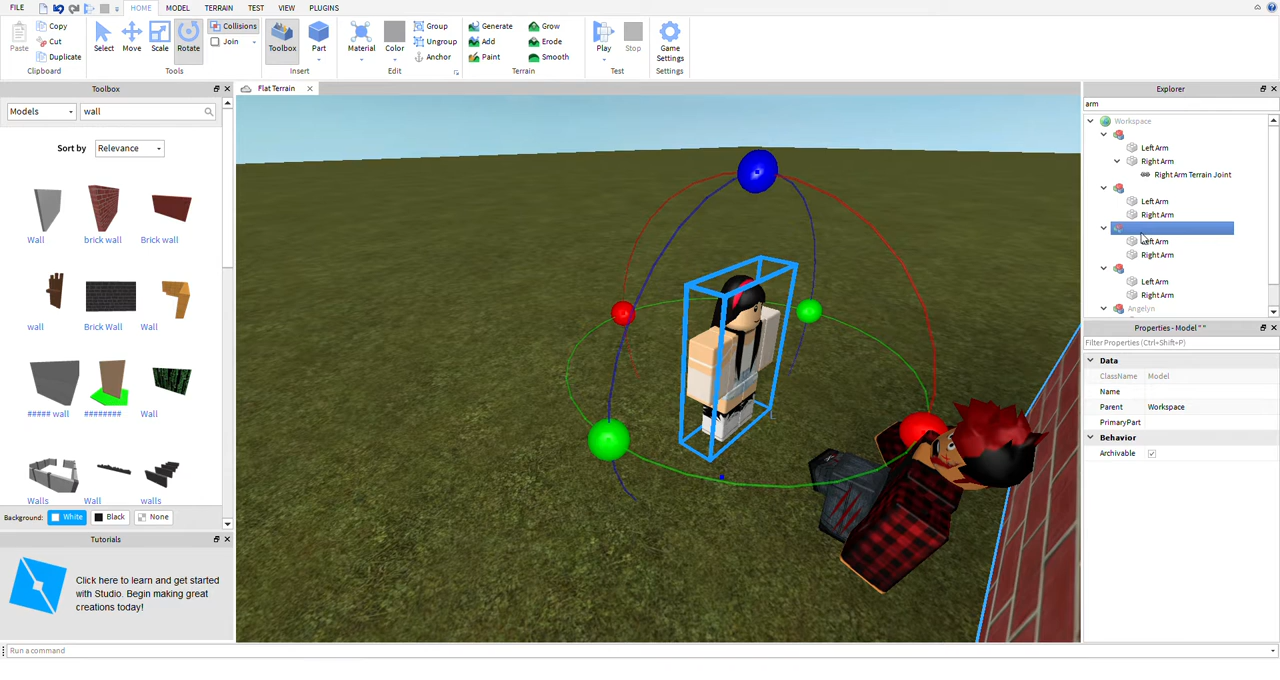 FILE HOME MODEL TERRAIN TEST VIEW PLUGINS
Copy Collisions Group Generate Grow
Cut Join Ungroup Add Erode
Paste Duplicate Select Move Scale Rotate Toolbox Part Material Color Anchor Paint Smooth Play Stop Game Settings
Clipboard Tools Insert Edit Terrain Test Settings
Toolbox
Flat Terrain
Explorer
Models
wall
arm
Sort by Relevance
Workspace
Left Arm
Right Arm
Right Arm Terrain Joint
Left Arm
Right Arm
Left Arm
Right Arm
Left Arm
Right Arm
Angelyn
Wall brick wall Brick wall
wall Brick Wall Wall
##### wall ######## Wall
Walls Wall walls
Background: White Black None
Properties - Model " "
Filter Properties (Ctrl+Shift+P)
Data
ClassName Model
Name
Parent Workspace
PrimaryPart
Behavior
Archivable
Tutorials
Click here to learn and get started
with Studio. Begin making great
creations today!
Run a command